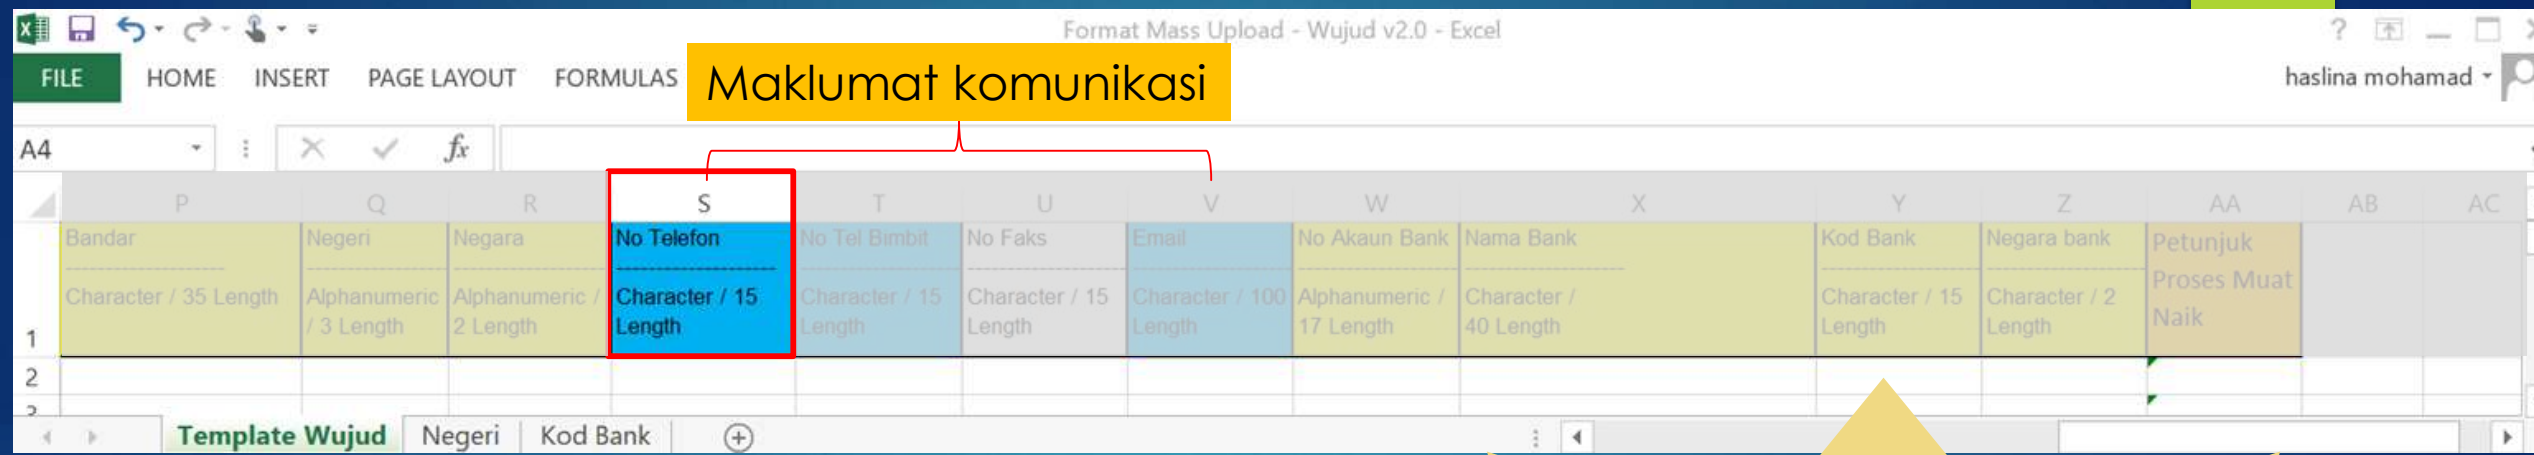 Format Mass Upload - Wujud v2.0 - Excel
?
FILE HOME INSERT PAGE LAYOUT FORMULAS
haslina mohamad
Maklumat komunikasi
A4
fx
P Q R S T U V W X Y Z AA AB AC
1
Bandar
--------------------
Character / 35 Length
Negeri
--------------------
Alphanumeric
/ 3 Length
Negara
--------------------
Alphanumeric /
2 Length
No Telefon
--------------------
Character / 15
Length
No Tel Bimbit
--------------------
Character / 15
Length
No Faks
--------------------
Character / 15
Length
Email
--------------------
Character / 100
Length
No Akaun Bank
--------------------
Alphanumeric /
17 Length
Nama Bank
--------------------
Character /
40 Length
Kod Bank
--------------------
Character / 15
Length
Negara bank
--------------------
Character / 2
Length
Petunjuk
Proses Muat
Naik
2
3
Template Wujud Negeri Kod Bank